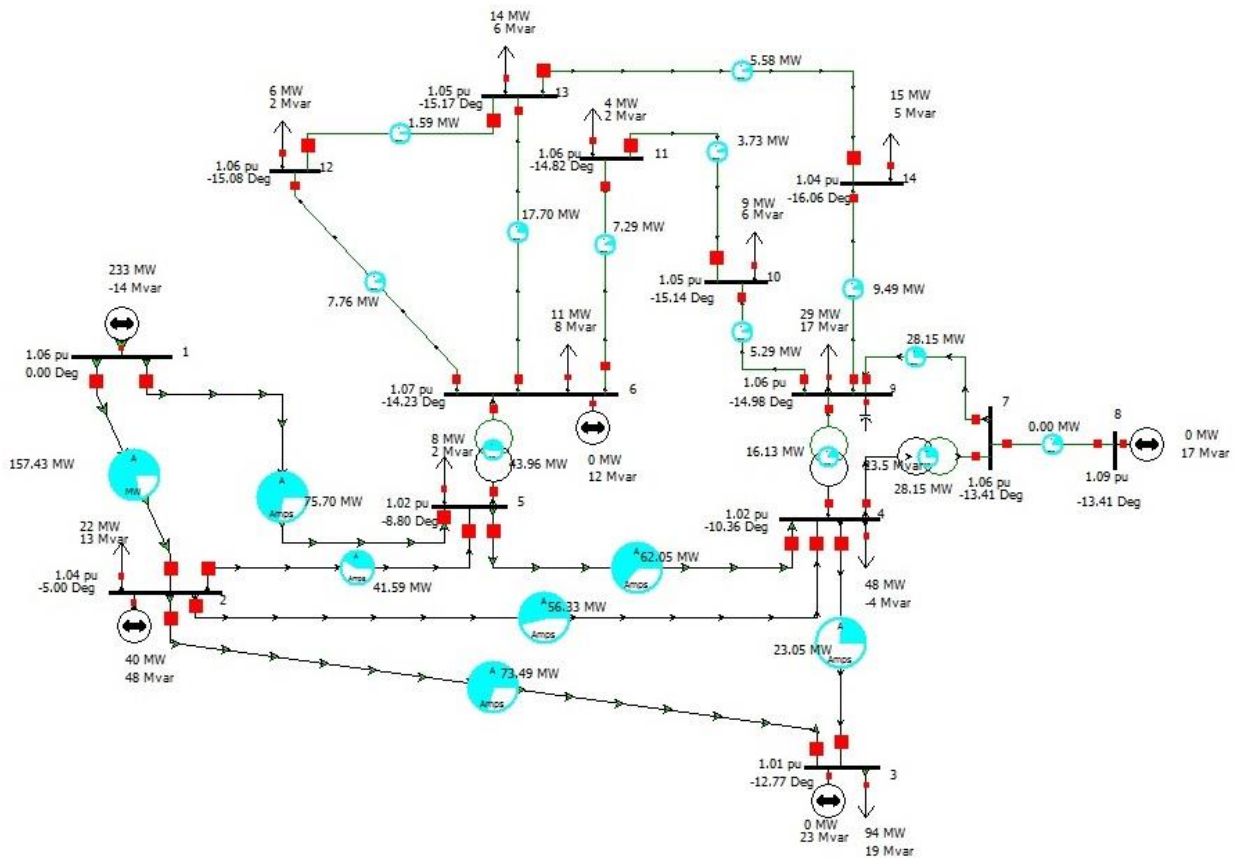 14 MW
6 Mvar
5.58 MW
1.05 pu
-15.17 Deg
13
6 MW
2 Mvar
1.59 MW
4 MW
2 Mvar
3.73 MW
15 MW
5 Mvar
1.06 pu
-15.08 Deg
12
1.06 pu
-14.82 Deg
11
1.04 pu
-16.06 Deg
14
17.70 MW
7.29 MW
9 MW
6 Mvar
233 MW
-14 Mvar
7.76 MW
1.05 pu
-15.14 Deg
10
9.49 MW
11 MW
8 Mvar
5.29 MW
29 MW
17 Mvar
28.15 MW
1.06 pu
0.00 Deg
1
1.07 pu
-14.23 Deg
6
1.06 pu
-14.98 Deg
9
7
8
0.00 MW
0 MW
17 Mvar
8 MW
2 Mvar
43.96 MW
0 MW
12 Mvar
16.13 MW
23.5 Mvar
28.15 MW
1.06 pu
-13.41 Deg
1.09 pu
-13.41 Deg
157.43 MW
A
MW
A
Amps
75.70 MW
1.02 pu
-8.80 Deg
5
1.02 pu
-10.36 Deg
4
22 MW
13 Mvar
A
Amps
41.59 MW
A
Amps
62.05 MW
48 MW
-4 Mvar
1.04 pu
-5.00 Deg
2
A
Amps
56.33 MW
40 MW
48 Mvar
A
Amps
73.49 MW
A
Amps
23.05 MW
1.01 pu
-12.77 Deg
3
0 MW
23 Mvar
94 MW
19 Mvar